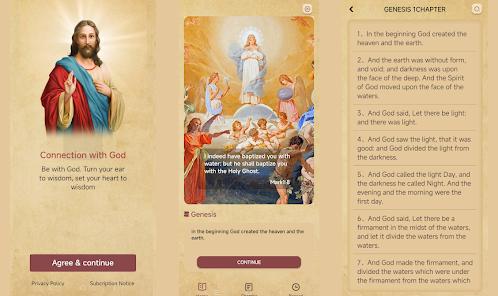 Connection with God
Be with God. Turn your ear
to wisdom, set your heart to
wisdom
Agree & continue
Privacy Policy
Subcription Notice
I indeed have baptized you with
water: but he shall baptize you
with the Holy Ghost.
Mark1:8
Genesis
In the beginning God created the heaven and the
earth.
CONTINUE
GENESIS 1CHAPTER
1、In the beginning God created the
heaven and the earth.
2、And the earth was without form,
and void; and darkness was upon
the face of the deep. And the Spirit
of God moved upon the face of the
waters.
3、And God said, Let there be light:
and there was light.
4、And God saw the light, that it was
good: and God divided the light from
the darkness.
5、And God called the light Day, and
the darkness he called Night. And the
evening and the morning were the
first day.
6、And God said, Let there be a
firmament in the midst of the waters,
and let it divide the waters from the
waters.
7、And God made the firmament, and
divided the waters which were under
the firmament from the waters which